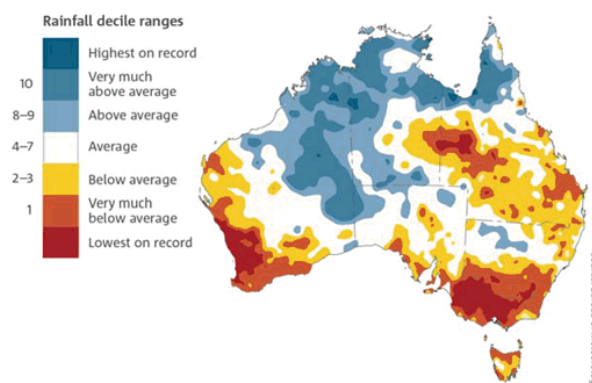 Rainfall decile ranges
Highest on record
10
Very much
above average
8–9
Above average
4–7
Average
2–3
Below average
1
Very much
below average
Lowest on record